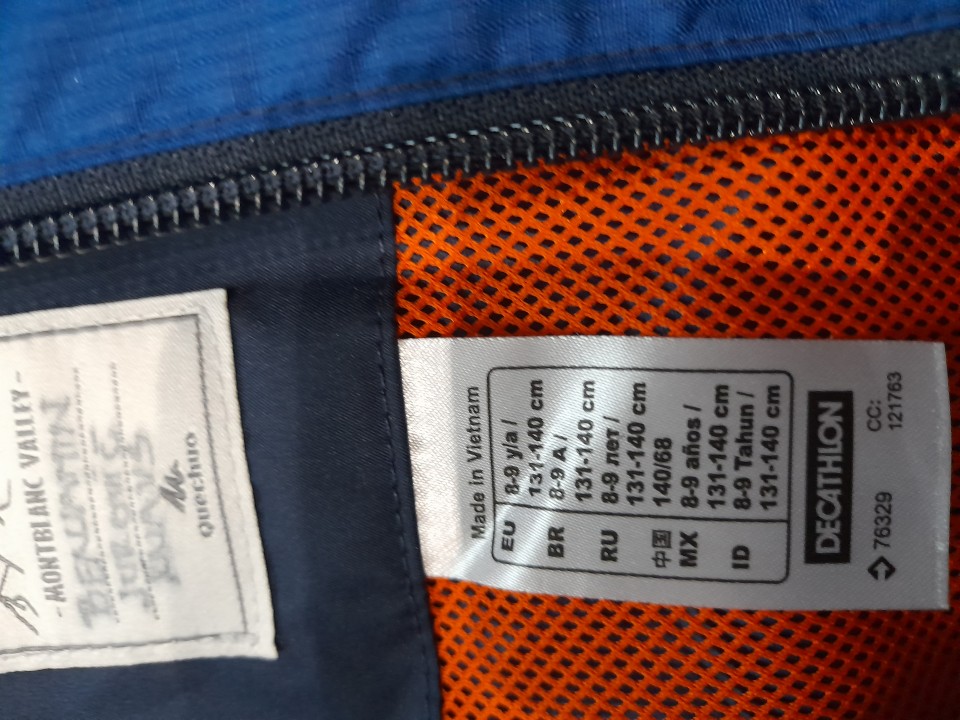 -MONTBLANC VALLEY-
BENJAMIN
Quechua
Made in Vietnam
EU 8-9 y/a /
131-140 cm
BR 8-9 A /
131-140 cm
RU 8-9 лет /
131-140 cm
中国 140/68
MX 8-9 años /
131-140 cm
ID 8-9 Tahun /
131-140 cm
DECATHLON
76329 CC:
121763